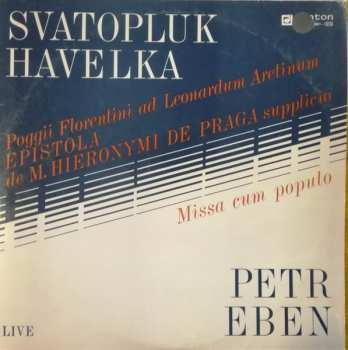 SVATOPLUK
HAVELKA
Poggii Florentini ad Leonardum Aretinum
EPISTOLA
de M. HIERONYMI DE PRAGA supplicio
Missa cum populo
PETR
EBEN
LIVE